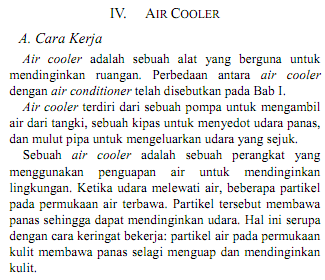 IV. AIR COOLER
A. Cara Kerja
Air cooler adalah sebuah alat yang berguna untuk
mendinginkan ruangan. Perbedaan antara air cooler
dengan air conditioner telah disebutkan pada Bab I.
Air cooler terdiri dari sebuah pompa untuk mengambil
air dari tangki, sebuah kipas untuk menyedot udara panas,
dan mulut pipa untuk mengeluarkan udara yang sejuk.
Sebuah air cooler adalah sebuah perangkat yang
menggunakan penguapan air untuk mendinginkan
lingkungan. Ketika udara melewati air, beberapa partikel
pada permukaan air terbawa. Partikel tersebut membawa
panas sehingga dapat mendinginkan udara. Hal ini serupa
dengan cara keringat bekerja: partikel air pada permukaan
kulit membawa panas selagi menguap dan mendinginkan
kulit.